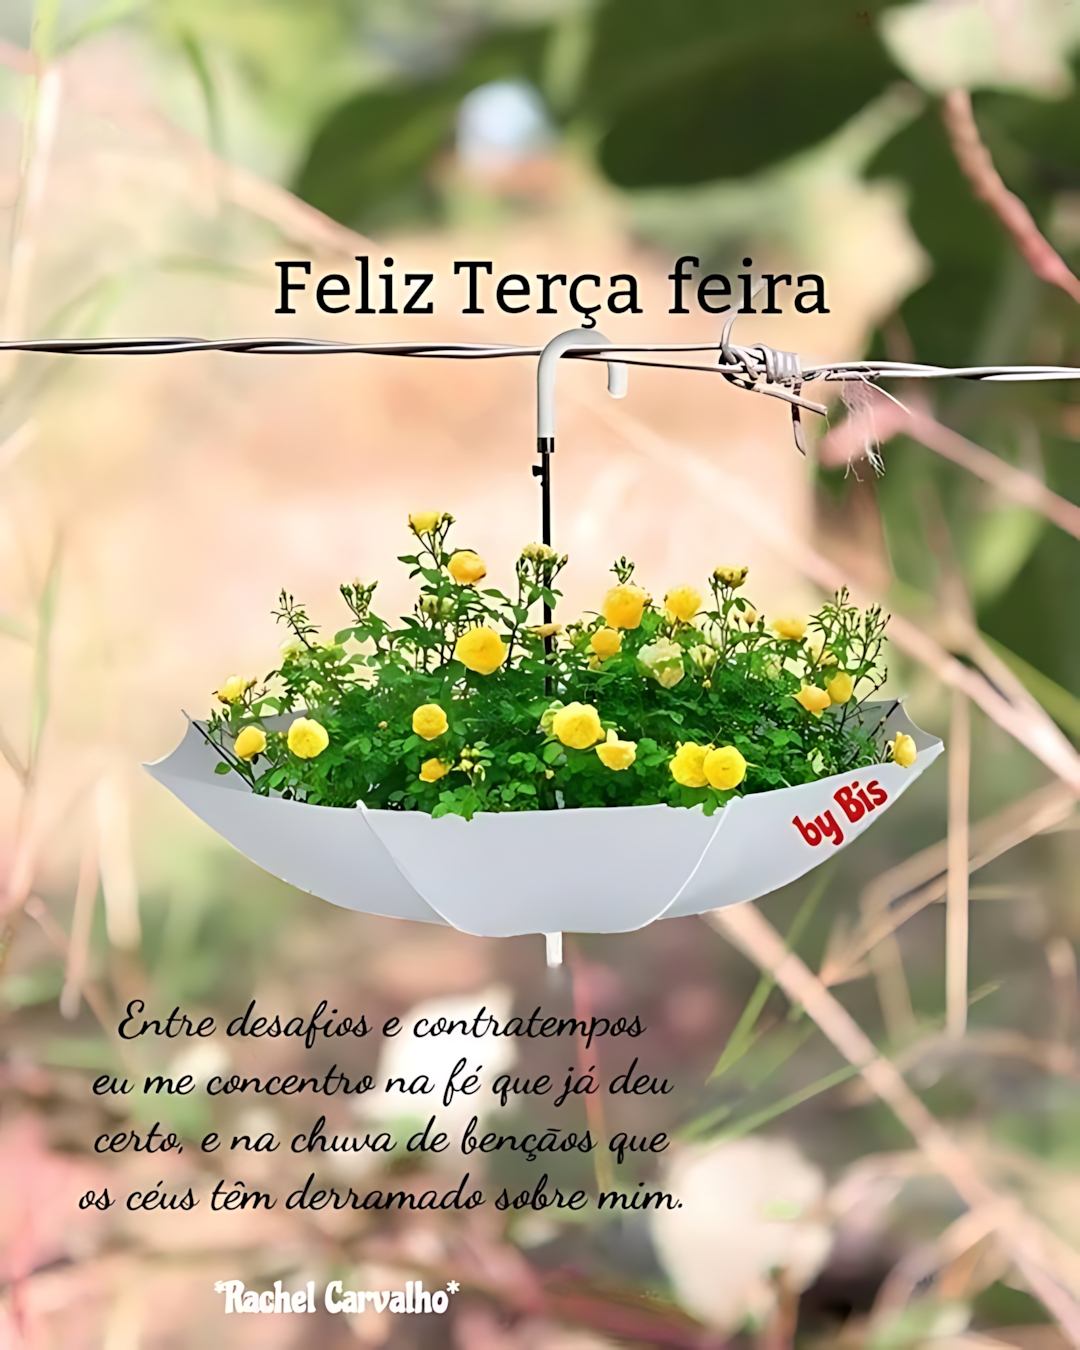 Feliz Terça feira
by Bis
Entre desafios e contratempos
eu me concentro na fé que já deu
certo, e na chuva de bençãos que
os céus têm derramado sobre mim.
*Rachel Carvalho*